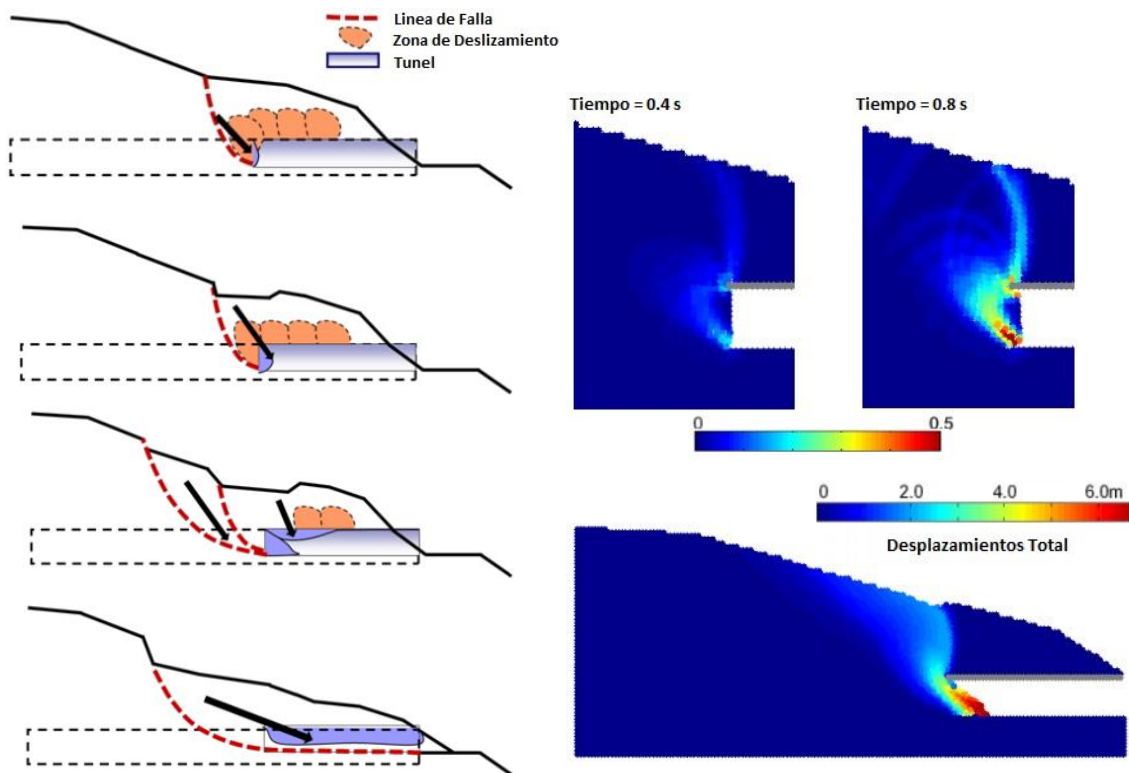 Linea de Falla
Zona de Deslizamiento
Tunel
Tiempo = 0.4 s
Tiempo = 0.8 s
0
0.5
0 2.0 4.0 6.0m
Desplazamientos Total